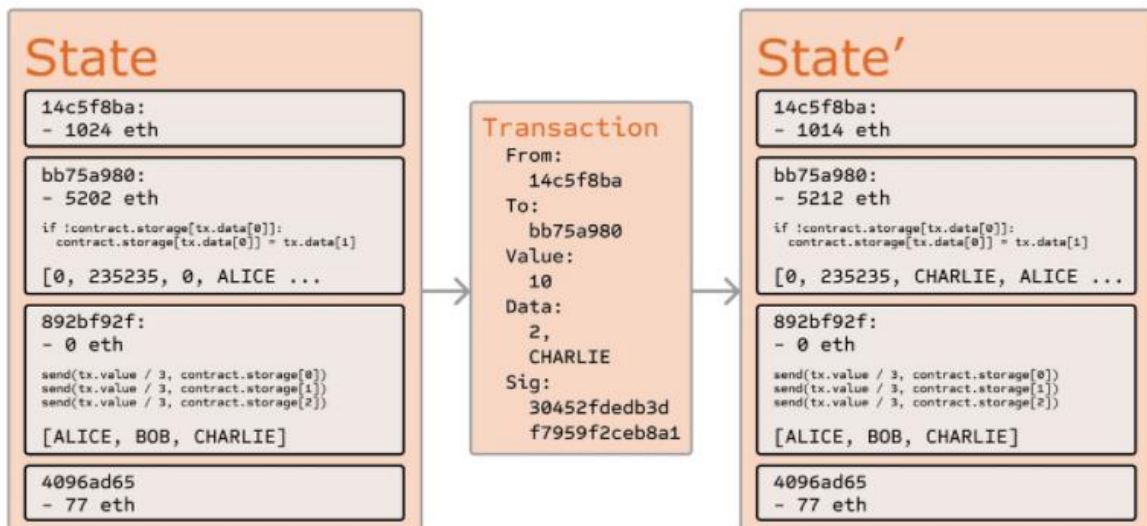 State
14c5f8ba:
- 1024 eth
bb75a980:
- 5202 eth
if !contract.storage[tx.data[0]]:
contract.storage[tx.data[0]] = tx.data[1]
[0, 235235, 0, ALICE ...
892bf92f:
- 0 eth
send(tx.value / 3, contract.storage[0])
send(tx.value / 3, contract.storage[1])
send(tx.value / 3, contract.storage[2])
[ALICE, BOB, CHARLIE]
4096ad65
- 77 eth
Transaction
From:
14c5f8ba
To:
bb75a980
Value:
10
Data:
2,
CHARLIE
Sig:
30452fdedb3d
f7959f2ceb8a1
State′
14c5f8ba:
- 1014 eth
bb75a980:
- 5212 eth
if !contract.storage[tx.data[0]]:
contract.storage[tx.data[0]] = tx.data[1]
[0, 235235, CHARLIE, ALICE ...
892bf92f:
- 0 eth
send(tx.value / 3, contract.storage[0])
send(tx.value / 3, contract.storage[1])
send(tx.value / 3, contract.storage[2])
[ALICE, BOB, CHARLIE]
4096ad65
- 77 eth